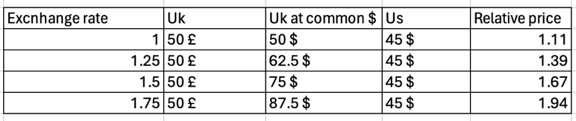 Excnhange rate Uk Uk at common $ Us Relative price
1 50 £ 50 $ 45 $ 1.11
1.25 50 £ 62.5 $ 45 $ 1.39
1.5 50 £ 75 $ 45 $ 1.67
1.75 50 £ 87.5 $ 45 $ 1.94